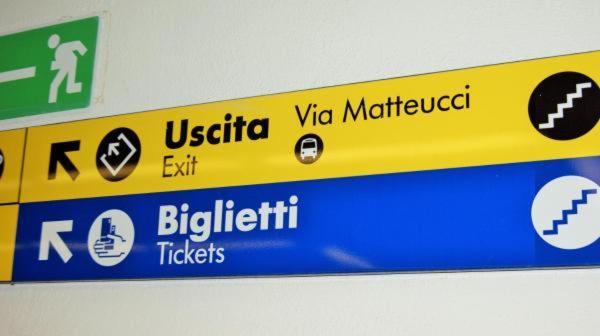 Uscita Via Matteucci
Exit
Biglietti
Tickets